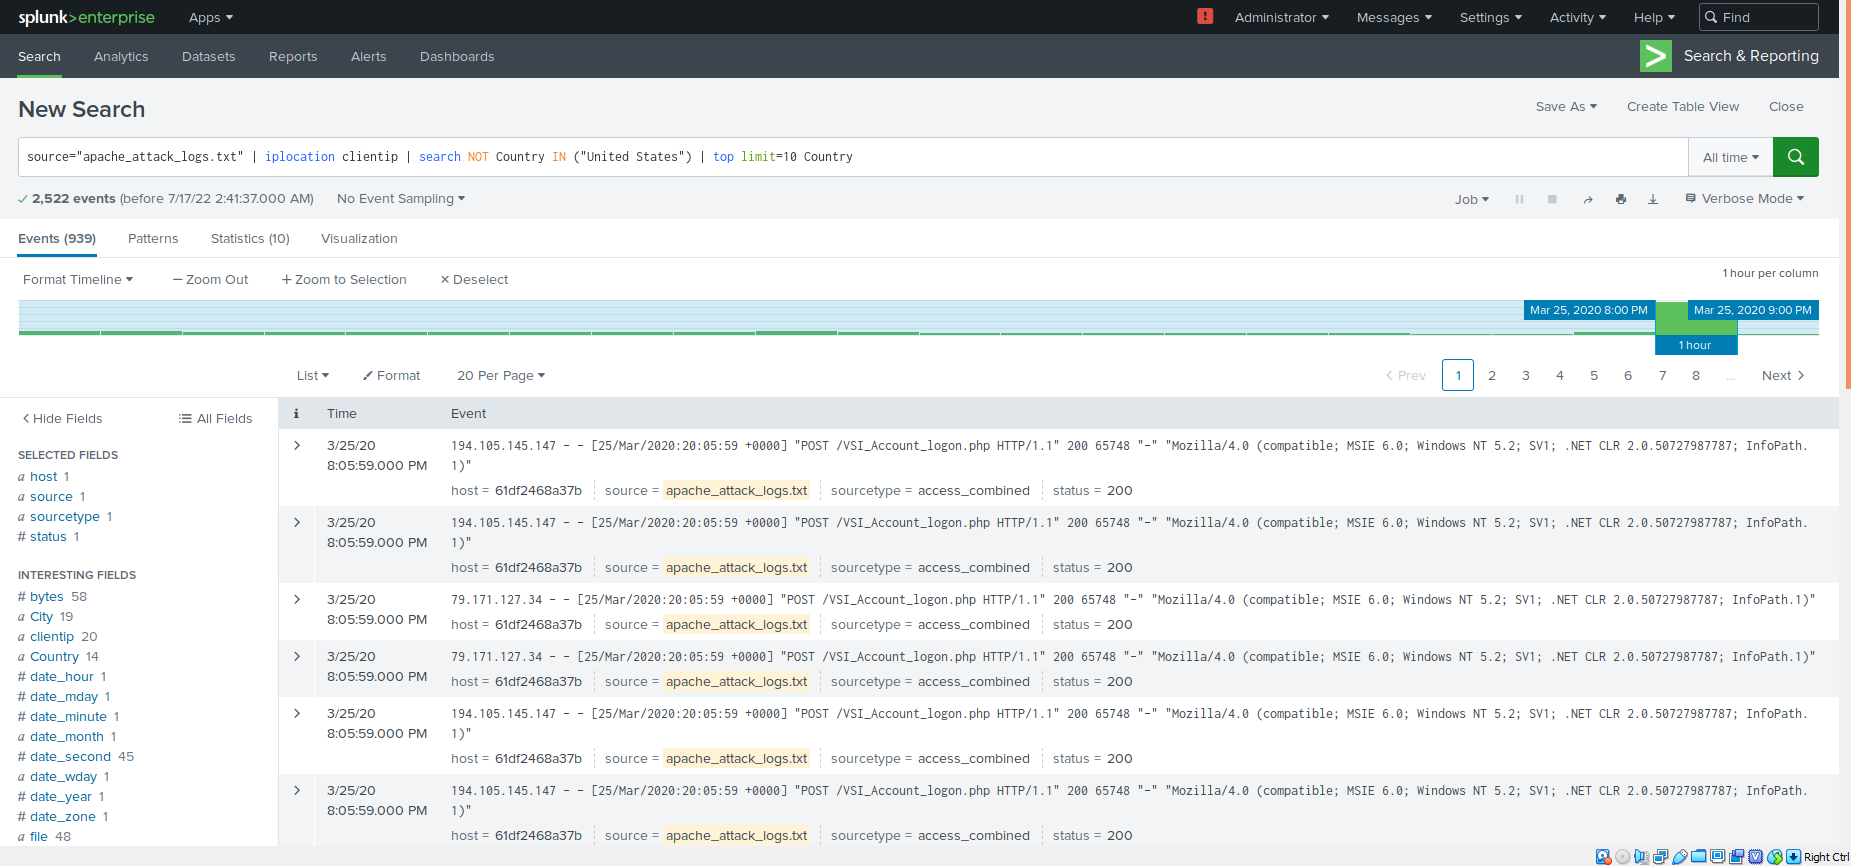 splunk>enterprise Apps Administrator Messages Settings Activity Help Find
Search Analytics Datasets Reports Alerts Dashboards Search & Reporting
New Search Save As Create Table View Close
source="apache_attack_logs.txt" | iplocation clientip | search NOT Country IN ("United States") | top limit=10 Country All time
2,522 events (before 7/17/22 2:41:37.000 AM) No Event Sampling Job Verbose Mode
Events (939) Patterns Statistics (10) Visualization
Format Timeline — Zoom Out + Zoom to Selection × Deselect 1 hour per column
Mar 25, 2020 8:00 PM Mar 25, 2020 9:00 PM
1 hour
List Format 20 Per Page < Prev 1 2 3 4 5 6 7 8 ... Next >
< Hide Fields All Fields i Time Event
SELECTED FIELDS
a host 1
a source 1
a sourcetype 1
# status 1
INTERESTING FIELDS
# bytes 58
a City 19
a clientip 20
a Country 14
# date_hour 1
# date_mday 1
# date_minute 1
a date_month 1
# date_second 45
a date_wday 1
# date_year 1
# date_zone 1
a file 48
> 3/25/20 194.105.145.147 - - [25/Mar/2020:20:05:59 +0000] "POST /VSI_Account_logon.php HTTP/1.1" 200 65748 "-" "Mozilla/4.0 (compatible; MSIE 6.0; Windows NT 5.2; SV1; .NET CLR 2.0.50727987787; InfoPath.
8:05:59.000 PM 1)"
host = 61df2468a37b source = apache_attack_logs.txt sourcetype = access_combined status = 200
> 3/25/20 194.105.145.147 - - [25/Mar/2020:20:05:59 +0000] "POST /VSI_Account_logon.php HTTP/1.1" 200 65748 "-" "Mozilla/4.0 (compatible; MSIE 6.0; Windows NT 5.2; SV1; .NET CLR 2.0.50727987787; InfoPath.
8:05:59.000 PM 1)"
host = 61df2468a37b source = apache_attack_logs.txt sourcetype = access_combined status = 200
> 3/25/20 79.171.127.34 - - [25/Mar/2020:20:05:59 +0000] "POST /VSI_Account_logon.php HTTP/1.1" 200 65748 "-" "Mozilla/4.0 (compatible; MSIE 6.0; Windows NT 5.2; SV1; .NET CLR 2.0.50727987787; InfoPath.1)"
8:05:59.000 PM host = 61df2468a37b source = apache_attack_logs.txt sourcetype = access_combined status = 200
> 3/25/20 79.171.127.34 - - [25/Mar/2020:20:05:59 +0000] "POST /VSI_Account_logon.php HTTP/1.1" 200 65748 "-" "Mozilla/4.0 (compatible; MSIE 6.0; Windows NT 5.2; SV1; .NET CLR 2.0.50727987787; InfoPath.1)"
8:05:59.000 PM host = 61df2468a37b source = apache_attack_logs.txt sourcetype = access_combined status = 200
> 3/25/20 194.105.145.147 - - [25/Mar/2020:20:05:59 +0000] "POST /VSI_Account_logon.php HTTP/1.1" 200 65748 "-" "Mozilla/4.0 (compatible; MSIE 6.0; Windows NT 5.2; SV1; .NET CLR 2.0.50727987787; InfoPath.
8:05:59.000 PM 1)"
host = 61df2468a37b source = apache_attack_logs.txt sourcetype = access_combined status = 200
> 3/25/20 194.105.145.147 - - [25/Mar/2020:20:05:59 +0000] "POST /VSI_Account_logon.php HTTP/1.1" 200 65748 "-" "Mozilla/4.0 (compatible; MSIE 6.0; Windows NT 5.2; SV1; .NET CLR 2.0.50727987787; InfoPath.
8:05:59.000 PM 1)"
host = 61df2468a37b source = apache_attack_logs.txt sourcetype = access_combined status = 200
Right Ctrl